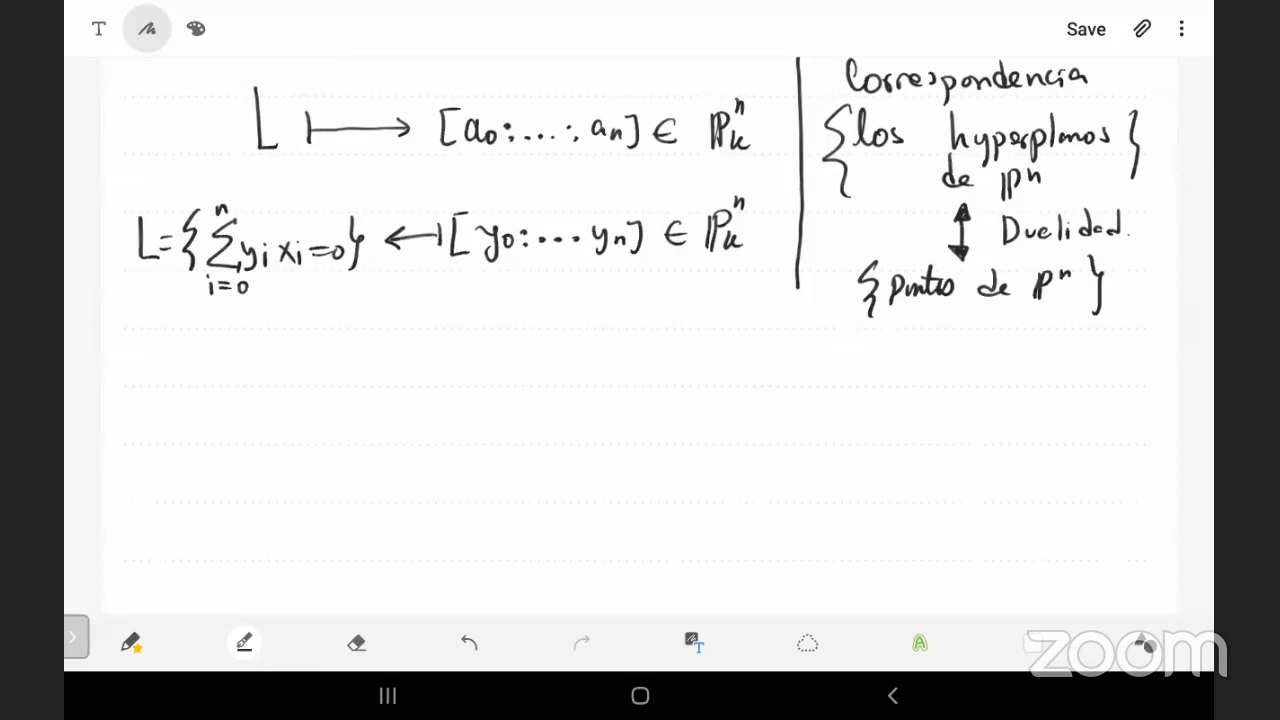 Save
L ⟼ [a₀:...:,aₙ] ∈ ℙₖⁿ
L={∑ᵢ₌₀ⁿ yᵢxᵢ=0} ⟻ [y₀:...yₙ] ∈ ℙₖⁿ
Correspondencia
{los hyperplanos
de ℙⁿ}
↕ Dualidad.
{puntos de ℙⁿ}
zoom